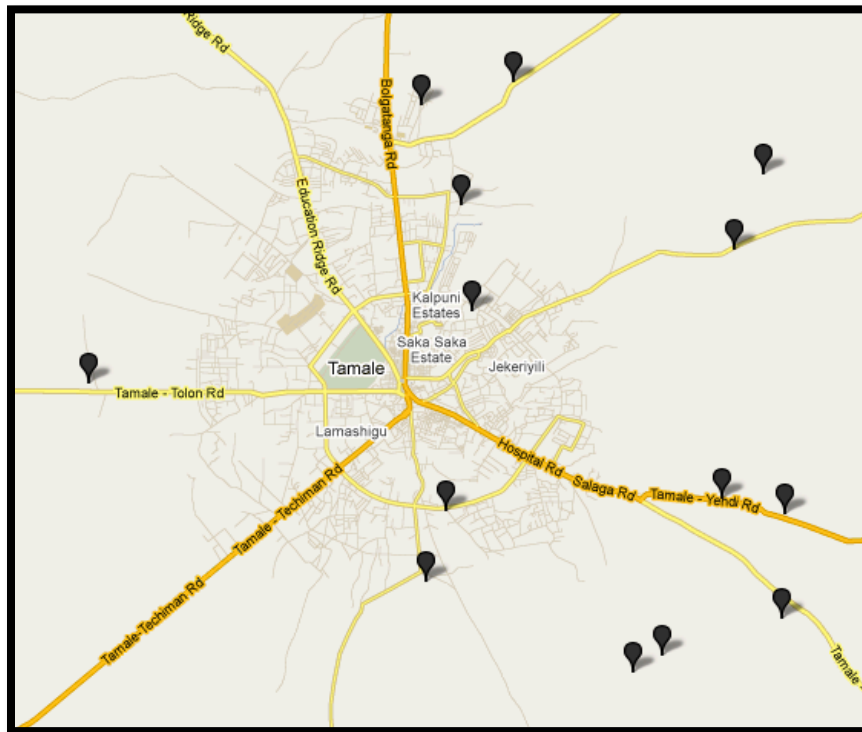 Ridge Rd
Bolgatanga Rd
Education Ridge Rd
Kalpuni
Estates
Saka Saka
Estate
Tamale
Jekeriyili
Tamale - Tolon Rd
Lamashigu
Hospital Rd
Salaga Rd
Tamale - Yendi Rd
Tamale - Techiman Rd
Tamale-Techiman Rd
Tamale -